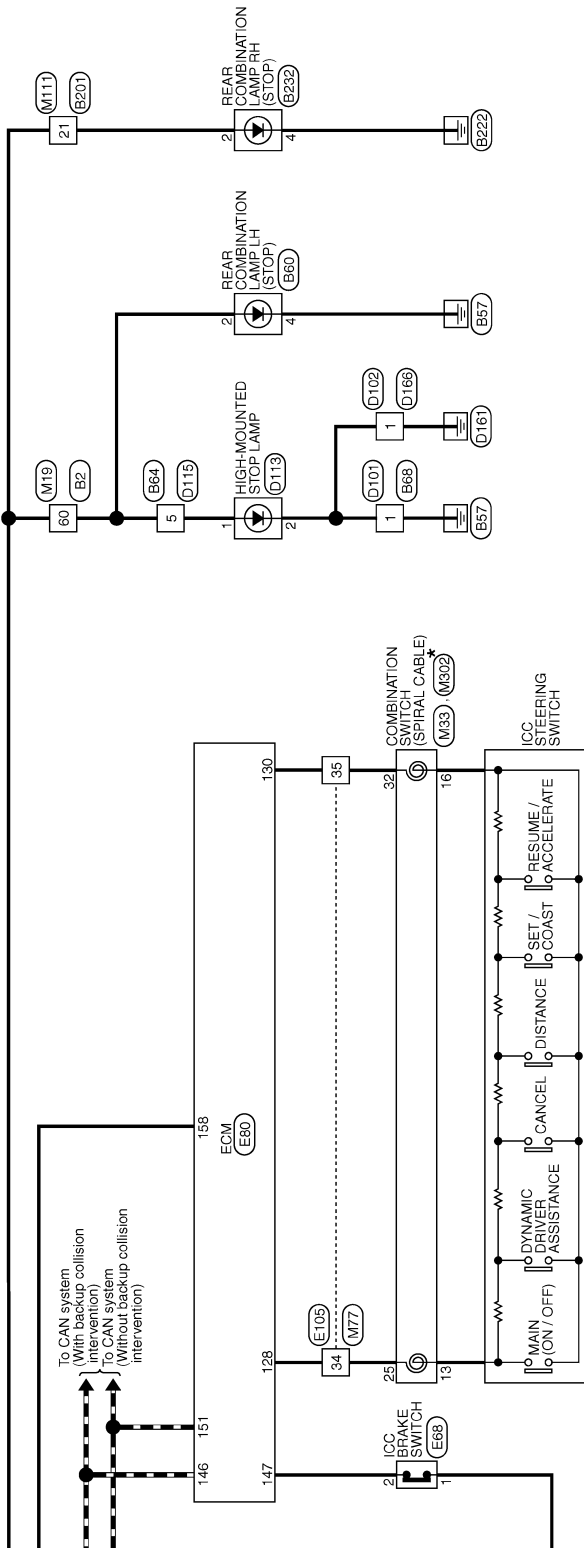 M111
B201
21
2
REAR
COMBINATION
LAMP RH
(STOP)
B232
4
B222
2
REAR
COMBINATION
LAMP LH
(STOP)
B60
4
B57
M19
B2
60
B64
D115
5
1
HIGH-MOUNTED
STOP LAMP
D113
2
D102
D166
1
D161
D101
B68
1
B57
130
35
32
COMBINATION
SWITCH
(SPIRAL CABLE)
M33 , M302 *
16
ICC
STEERING
SWITCH
RESUME /
ACCELERATE
SET /
COAST
DISTANCE
CANCEL
DYNAMIC
DRIVER
ASSISTANCE
MAIN
(ON / OFF)
158
ECM
E80
To CAN system
(With backup collision
intervention)
To CAN system
(Without backup collision
intervention)
128
E105
M77
34
25
13
151
146
147
2
ICC
BRAKE
SWITCH
E68
1